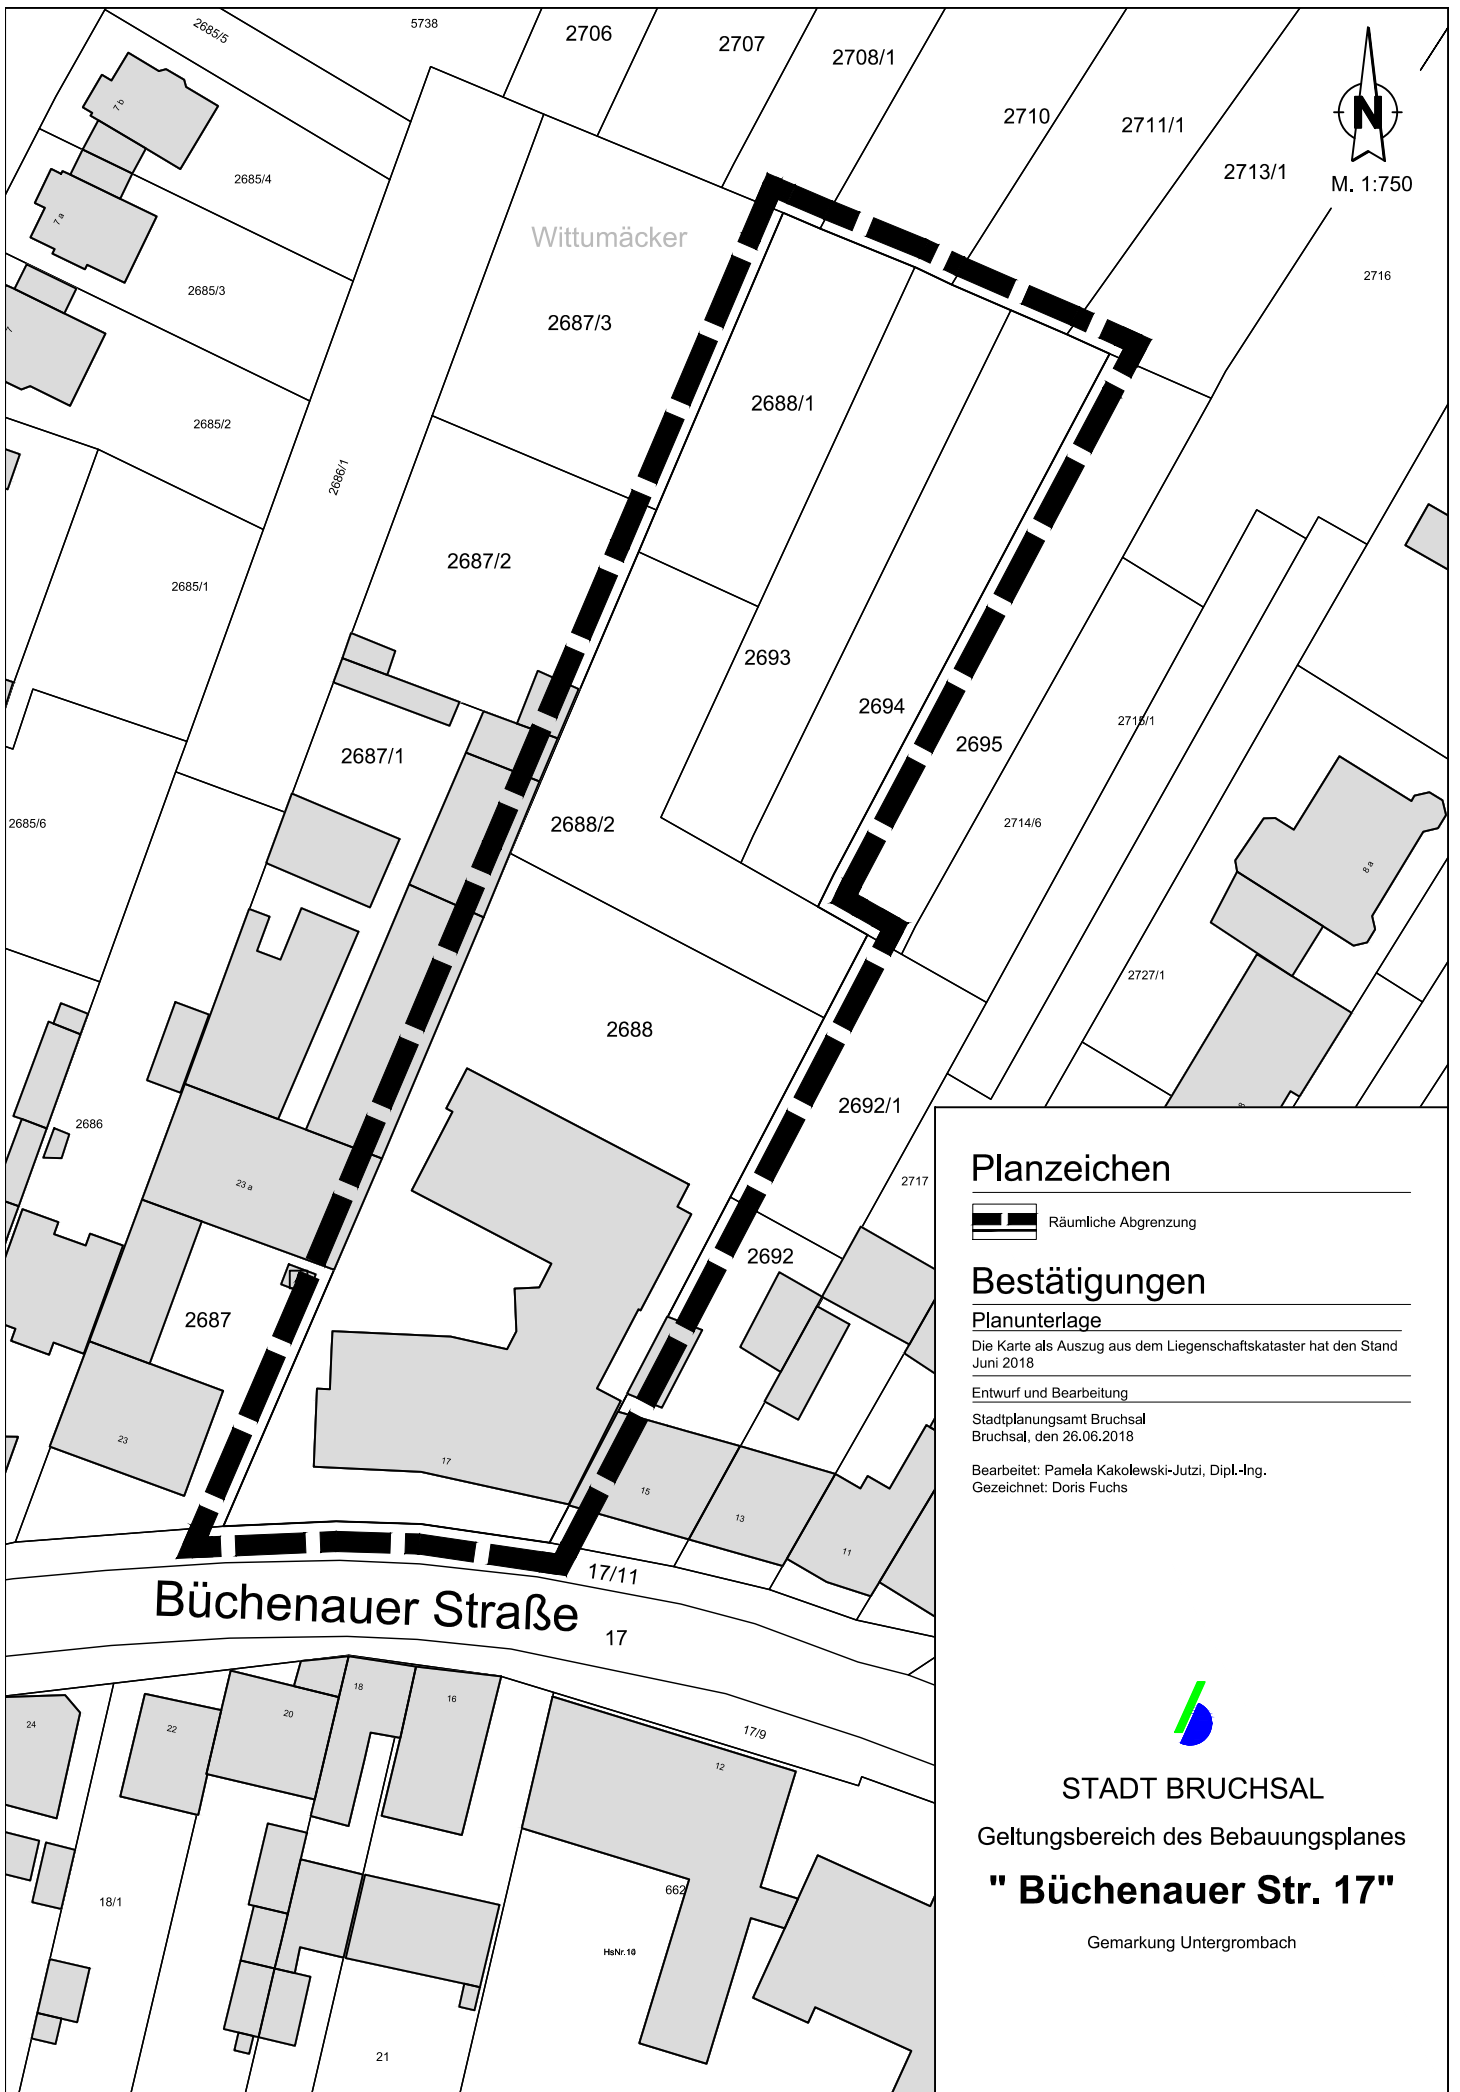 2685/5
5738
2706
2707
2708/1
2710
2711/1
2713/1
N
M. 1:750
7 b
2685/4
7 a
Wittumäcker
2716
2685/3
2687/3
7
2688/1
2685/2
2686/1
2687/2
2685/1
2693
2694
2695
2715/1
2687/1
2685/6
2688/2
2714/6
8 a
2727/1
2688
2692/1
2686
8
23 a
2717
2692
2687
23
17
15
13
11
17/11
Büchenauer Straße
17
24
22
20
18
16
17/9
12
18/1
662
21
Planzeichen
Räumliche Abgrenzung
Bestätigungen
Planunterlage
Die Karte als Auszug aus dem Liegenschaftskataster hat den Stand
Juni 2018
Entwurf und Bearbeitung
Stadtplanungsamt Bruchsal
Bruchsal, den 26.06.2018
Bearbeitet: Pamela Kakolewski-Jutzi, Dipl.-Ing.
Gezeichnet: Doris Fuchs
STADT BRUCHSAL
Geltungsbereich des Bebauungsplanes
" Büchenauer Str. 17"
Gemarkung Untergrombach